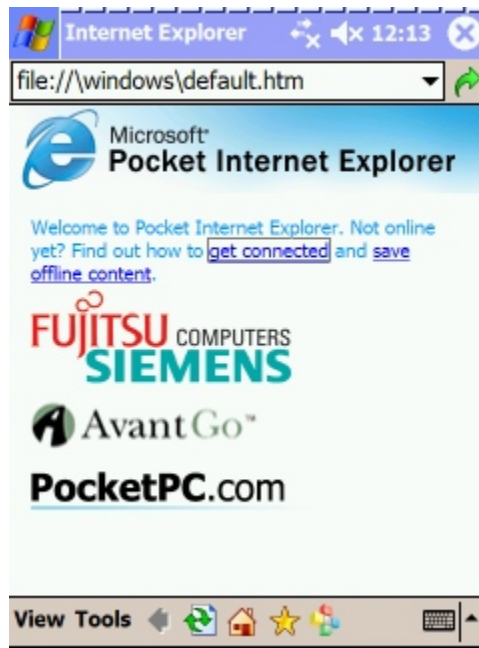 Internet Explorer 12:13
file://\windows\default.htm
Microsoft®
Pocket Internet Explorer
Welcome to Pocket Internet Explorer. Not online
yet? Find out how to get connected and save
offline content.
FUJITSU COMPUTERS
SIEMENS
AvantGo™
PocketPC.com
View Tools